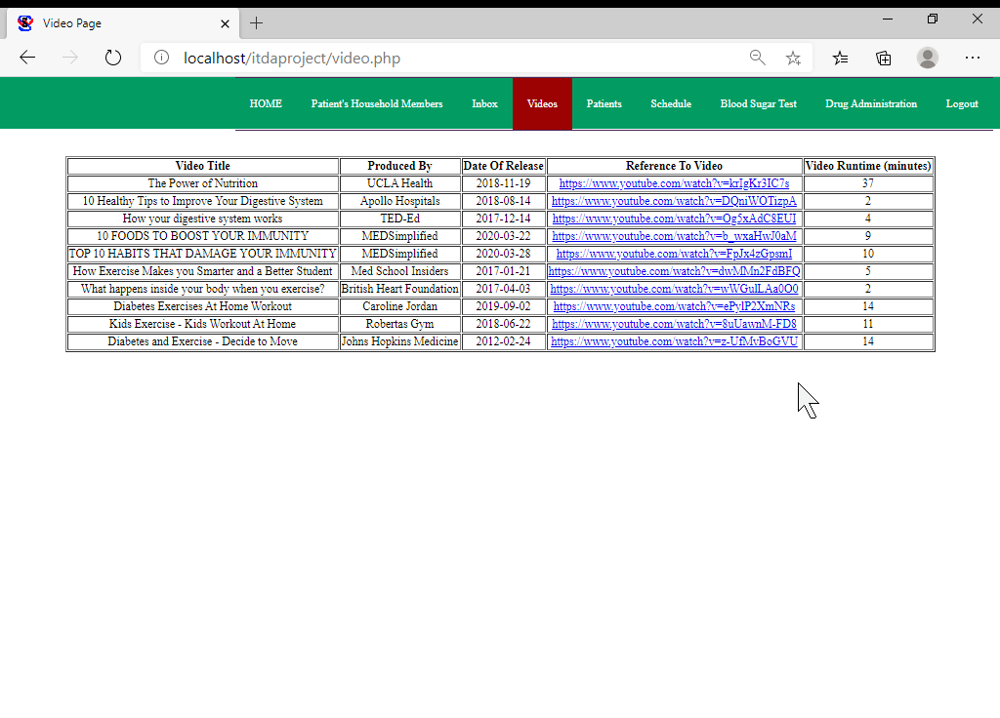 Video Page
localhost/itdaproject/video.php
HOME Patient's Household Members Inbox Videos Patients Schedule Blood Sugar Test Drug Administration Logout
Video Title Produced By Date Of Release Reference To Video Video Runtime (minutes)
The Power of Nutrition UCLA Health 2018-11-19 https://www.youtube.com/watch?v=krIgKr3IC7s 37
10 Healthy Tips to Improve Your Digestive System Apollo Hospitals 2018-08-14 https://www.youtube.com/watch?v=DQniWOTizpA 2
How your digestive system works TED-Ed 2017-12-14 https://www.youtube.com/watch?v=Og5xAdC8EUI 4
10 FOODS TO BOOST YOUR IMMUNITY MEDSimplified 2020-03-22 https://www.youtube.com/watch?v=b_wxaHwJ0aM 9
TOP 10 HABITS THAT DAMAGE YOUR IMMUNITY MEDSimplified 2020-03-28 https://www.youtube.com/watch?v=FpJx4zGpsmI 10
How Exercise Makes you Smarter and a Better Student Med School Insiders 2017-01-21 https://www.youtube.com/watch?v=dwMMn2FdBFQ 5
What happens inside your body when you exercise? British Heart Foundation 2017-04-03 https://www.youtube.com/watch?v=wWGulLAa0O0 2
Diabetes Exercises At Home Workout Caroline Jordan 2019-09-02 https://www.youtube.com/watch?v=ePylP2XmNRs 14
Kids Exercise - Kids Workout At Home Robertas Gym 2018-06-22 https://www.youtube.com/watch?v=8uUawnM-FD8 11
Diabetes and Exercise - Decide to Move Johns Hopkins Medicine 2012-02-24 https://www.youtube.com/watch?v=z-UfMvBoGVU 14